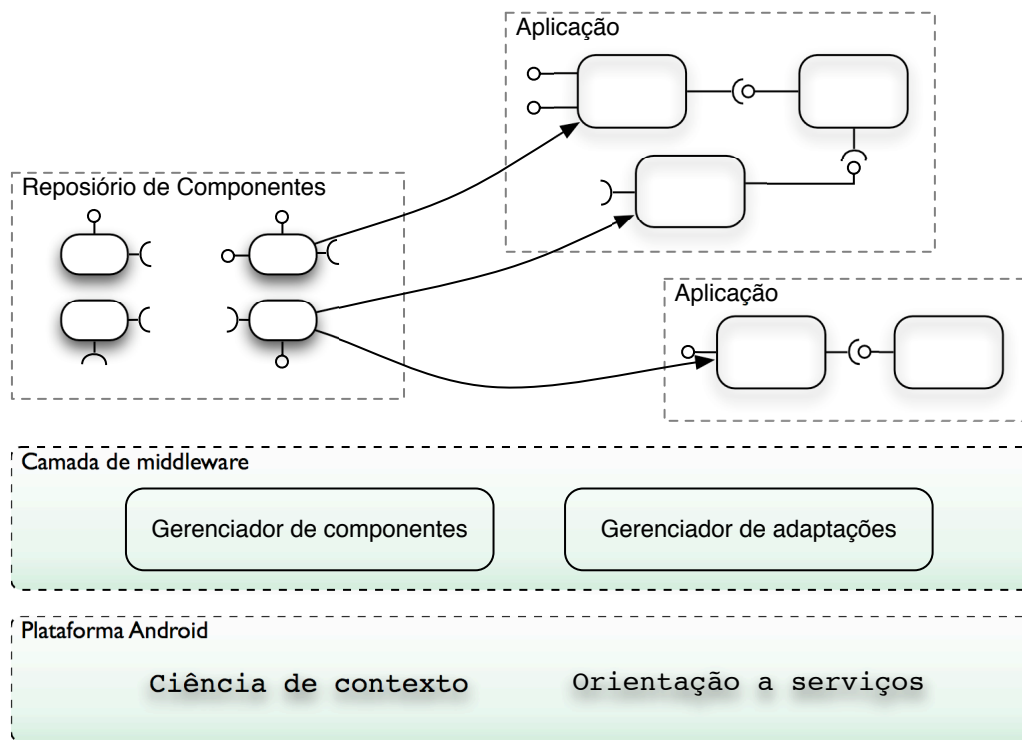 Aplicação
Reposiório de Componentes
Aplicação
Camada de middleware
Gerenciador de componentes
Gerenciador de adaptações
Plataforma Android
Ciência de contexto
Orientação a serviços